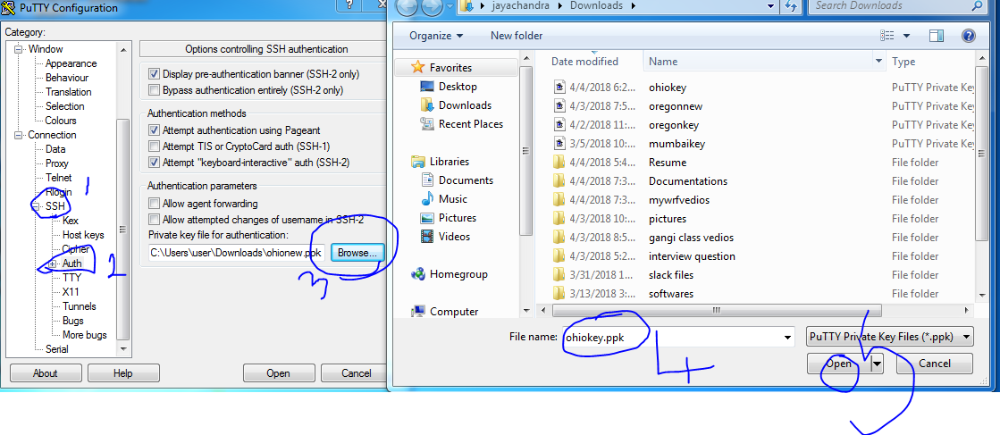 PuTTY Configuration
?
Category:
Window
Appearance
Behaviour
Translation
Selection
Colours
Connection
Data
Proxy
Telnet
Rlogin
SSH
Kex
Host keys
Cipher
Auth
TTY
X11
Tunnels
Bugs
More bugs
Serial
1
2
Options controlling SSH authentication
Display pre-authentication banner (SSH-2 only)
Bypass authentication entirely (SSH-2 only)
Authentication methods
Attempt authentication using Pageant
Attempt TIS or CryptoCard auth (SSH-1)
Attempt "keyboard-interactive" auth (SSH-2)
Authentication parameters
Allow agent forwarding
Allow attempted changes of username in SSH-2
Private key file for authentication:
C:\Users\user\Downloads\ohionew.ppk Browse...
3
About Help Open Cancel
jayachandra Downloads Search Downloads
Organize New folder
Favorites
Desktop
Downloads
Recent Places
Libraries
Documents
Music
Pictures
Videos
Homegroup
Computer
Date modified Name Type
4/4/2018 6:2... ohiokey PuTTY Private Key
4/3/2018 7:5... oregonnew PuTTY Private Key
4/2/2018 11:... oregonkey PuTTY Private Key
3/5/2018 10:... mumbaikey PuTTY Private Key
4/4/2018 5:4... Resume File folder
4/4/2018 7:3... Documentations File folder
4/4/2018 7:3... mywrfvedios File folder
4/3/2018 10:... pictures File folder
4/3/2018 8:0... gangi class vedios File folder
4/3/2018 5:2... interview question File folder
3/31/2018 1... slack files File folder
3/13/2018 3... softwares File folder
File name: ohiokey.ppk PuTTY Private Key Files (*.ppk)
4
Open Cancel
5